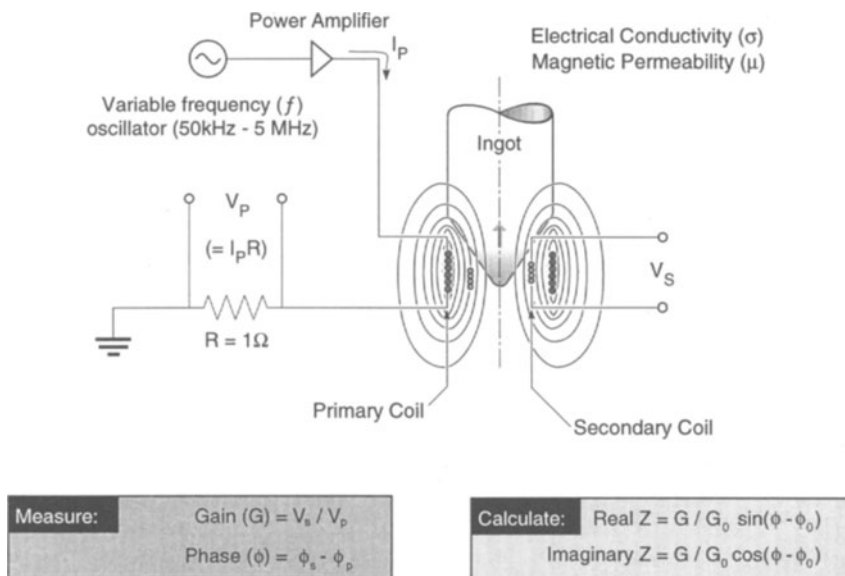 Power Amplifier
I_P
Electrical Conductivity (σ)
Magnetic Permeability (μ)
Variable frequency (ƒ)
oscillator (50kHz - 5 MHz)
Ingot
V_P
(= I_PR)
V_S
R = 1Ω
Primary Coil
Secondary Coil
Measure:
Gain (G) = V_s / V_p
Phase (ϕ) = ϕ_s - ϕ_p
Calculate:
Real Z = G / G_0 sin(ϕ - ϕ_0)
Imaginary Z = G / G_0 cos(ϕ - ϕ_0)